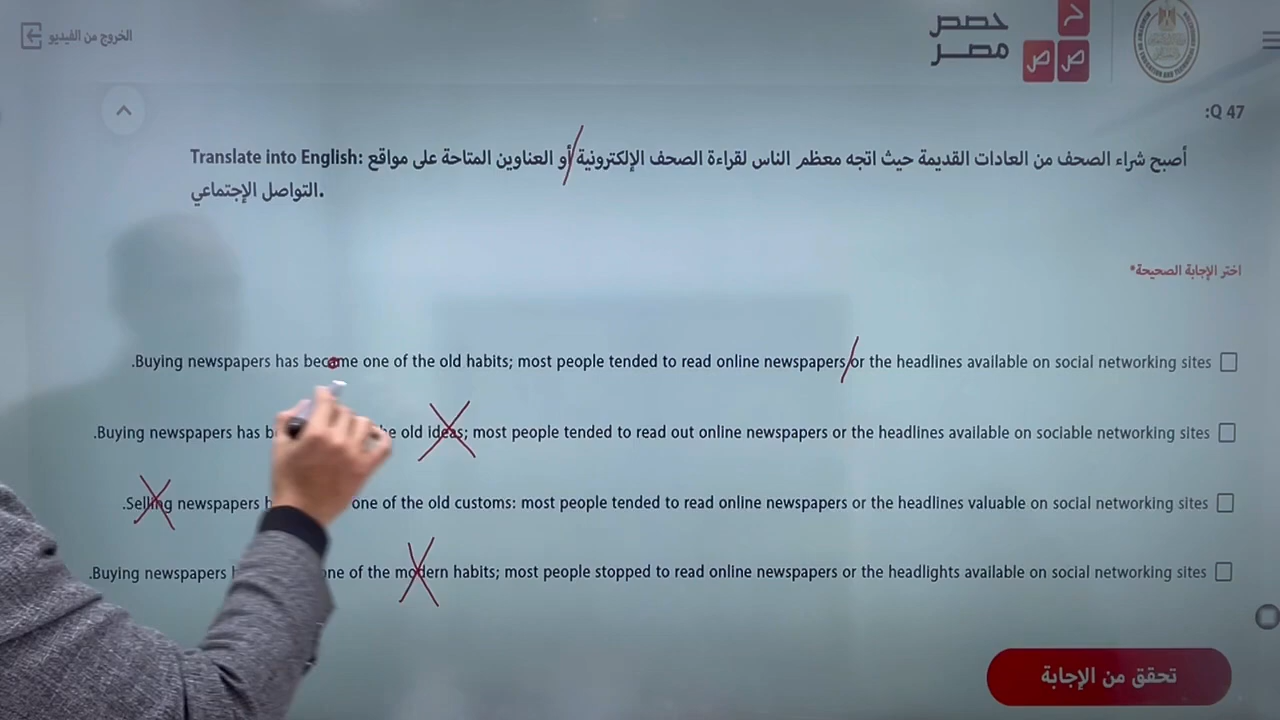 الخروج من الفيديو
حصص
مصر
ح
ص ص
Q 47:
Translate into English: أصبح شراء الصحف من العادات القديمة حيث اتجه معظم الناس لقراءة الصحف الإلكترونية أو العناوين المتاحة على مواقع
التواصل الإجتماعي.
اختر الإجابة الصحيحة*
.Buying newspapers has became one of the old habits; most people tended to read online newspapers or the headlines available on social networking sites
.Buying newspapers has old ideas; most people tended to read out online newspapers or the headlines available on sociable networking sites
.Selling newspapers one of the old customs: most people tended to read online newspapers or the headlines valuable on social networking sites
.Buying newspapers of the modern habits; most people stopped to read online newspapers or the headlights available on social networking sites
تحقق من الإجابة